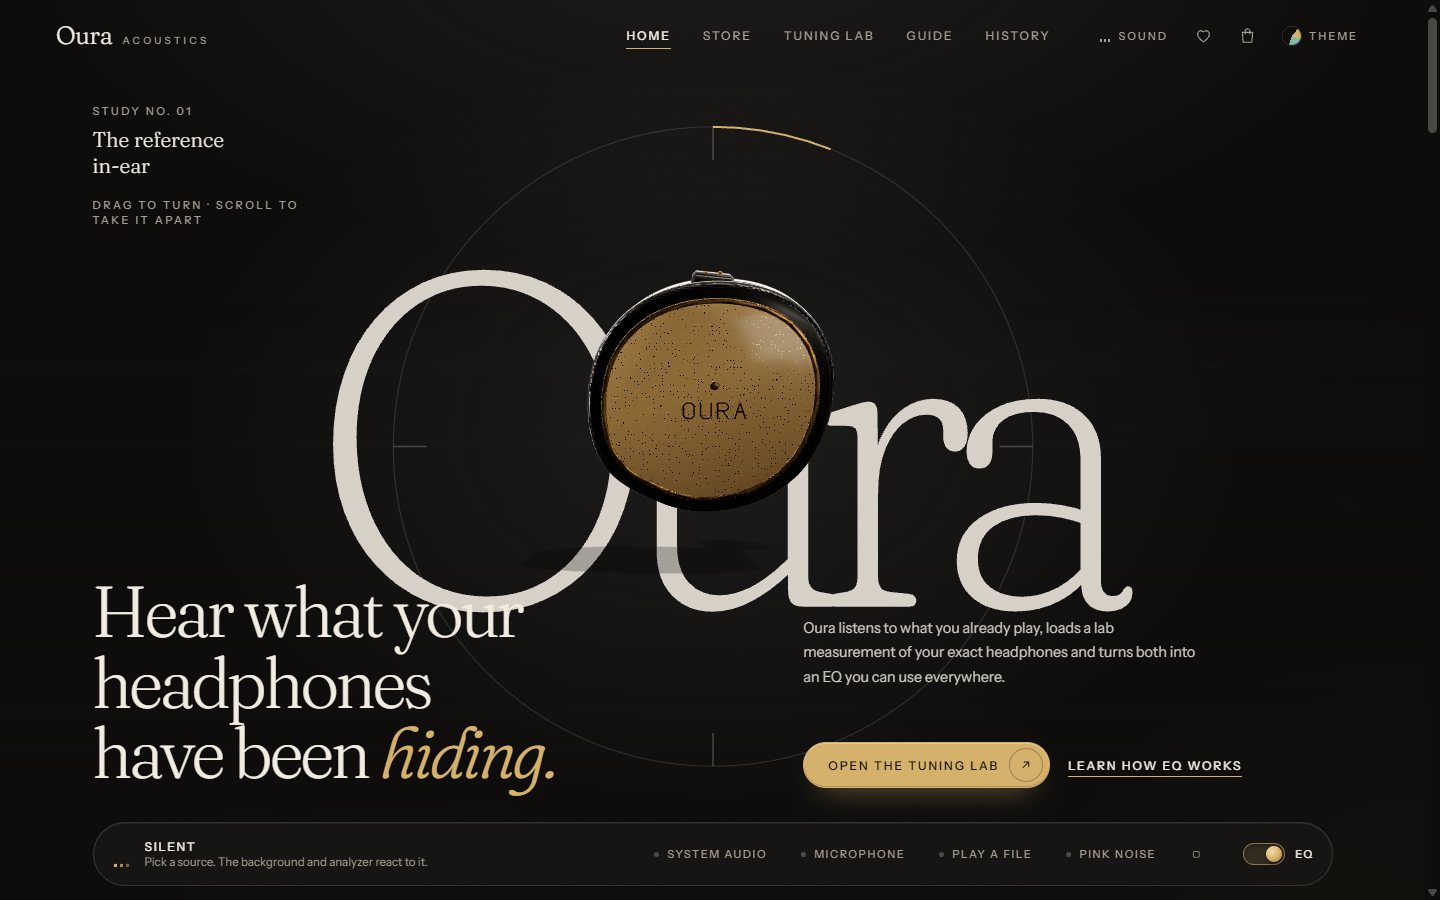 Oura ACOUSTICS
HOME STORE TUNING LAB GUIDE HISTORY SOUND THEME
STUDY NO. 01
The reference
in-ear
DRAG TO TURN · SCROLL TO
TAKE IT APART
Oura
OURA
Hear what your
headphones
have been hiding.
Oura listens to what you already play, loads a lab
measurement of your exact headphones and turns both into
an EQ you can use everywhere.
OPEN THE TUNING LAB
LEARN HOW EQ WORKS
SILENT
Pick a source. The background and analyzer react to it.
SYSTEM AUDIO MICROPHONE PLAY A FILE PINK NOISE EQ